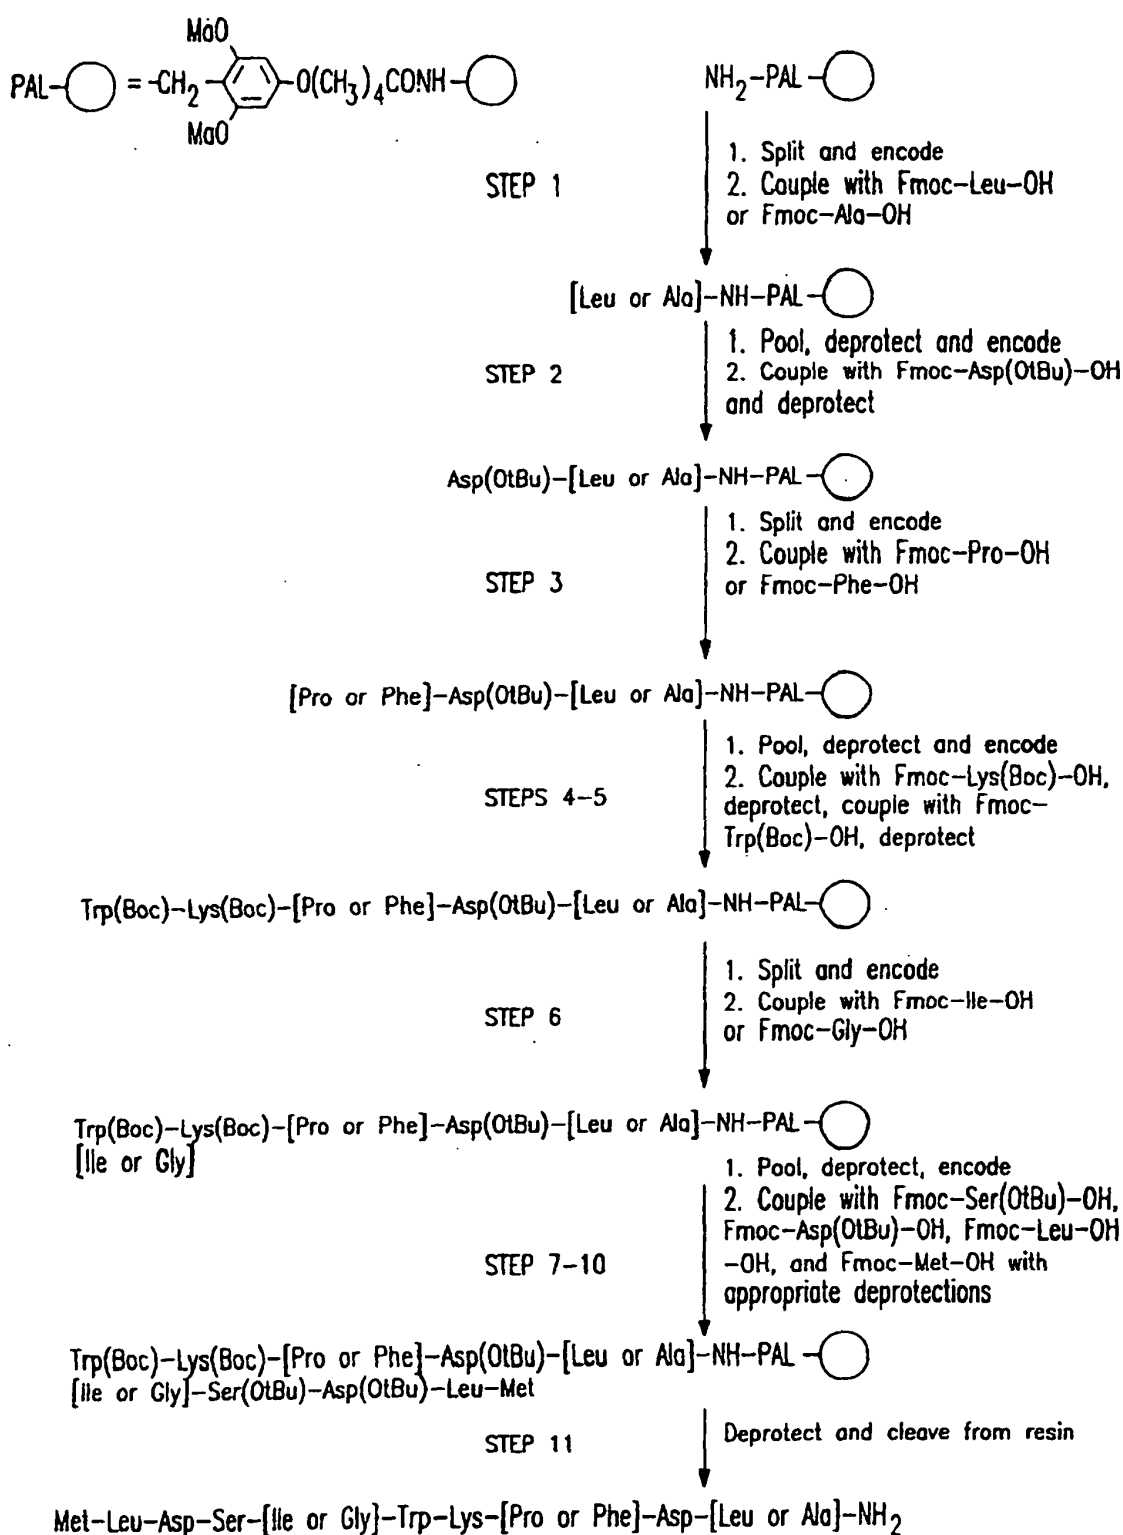 MaO
PAL- =-CH2- -O(CH3)4CONH-
MaO
NH2-PAL-
STEP 1
1. Split and encode
2. Couple with Fmoc-Leu-OH
or Fmoc-Ala-OH
[Leu or Ala]-NH-PAL-
STEP 2
1. Pool, deprotect and encode
2. Couple with Fmoc-Asp(OtBu)-OH
and deprotect
Asp(OtBu)-[Leu or Ala]-NH-PAL-
STEP 3
1. Split and encode
2. Couple with Fmoc-Pro-OH
or Fmoc-Phe-OH
[Pro or Phe]-Asp(OtBu)-[Leu or Ala]-NH-PAL-
STEPS 4-5
1. Pool, deprotect and encode
2. Couple with Fmoc-Lys(Boc)-OH,
deprotect, couple with Fmoc-
Trp(Boc)-OH, deprotect
Trp(Boc)-Lys(Boc)-[Pro or Phe]-Asp(OtBu)-[Leu or Ala]-NH-PAL-
STEP 6
1. Split and encode
2. Couple with Fmoc-Ile-OH
or Fmoc-Gly-OH
Trp(Boc)-Lys(Boc)-[Pro or Phe]-Asp(OtBu)-[Leu or Ala]-NH-PAL-
[Ile or Gly]
STEP 7-10
1. Pool, deprotect, encode
2. Couple with Fmoc-Ser(OtBu)-OH,
Fmoc-Asp(OtBu)-OH, Fmoc-Leu-OH
-OH, and Fmoc-Met-OH with
appropriate deprotections
Trp(Boc)-Lys(Boc)-[Pro or Phe]-Asp(OtBu)-[Leu or Ala]-NH-PAL-
[Ile or Gly]-Ser(OtBu)-Asp(OtBu)-Leu-Met
STEP 11
Deprotect and cleave from resin
Met-Leu-Asp-Ser-[Ile or Gly]-Trp-Lys-[Pro or Phe]-Asp-[Leu or Ala]-NH2